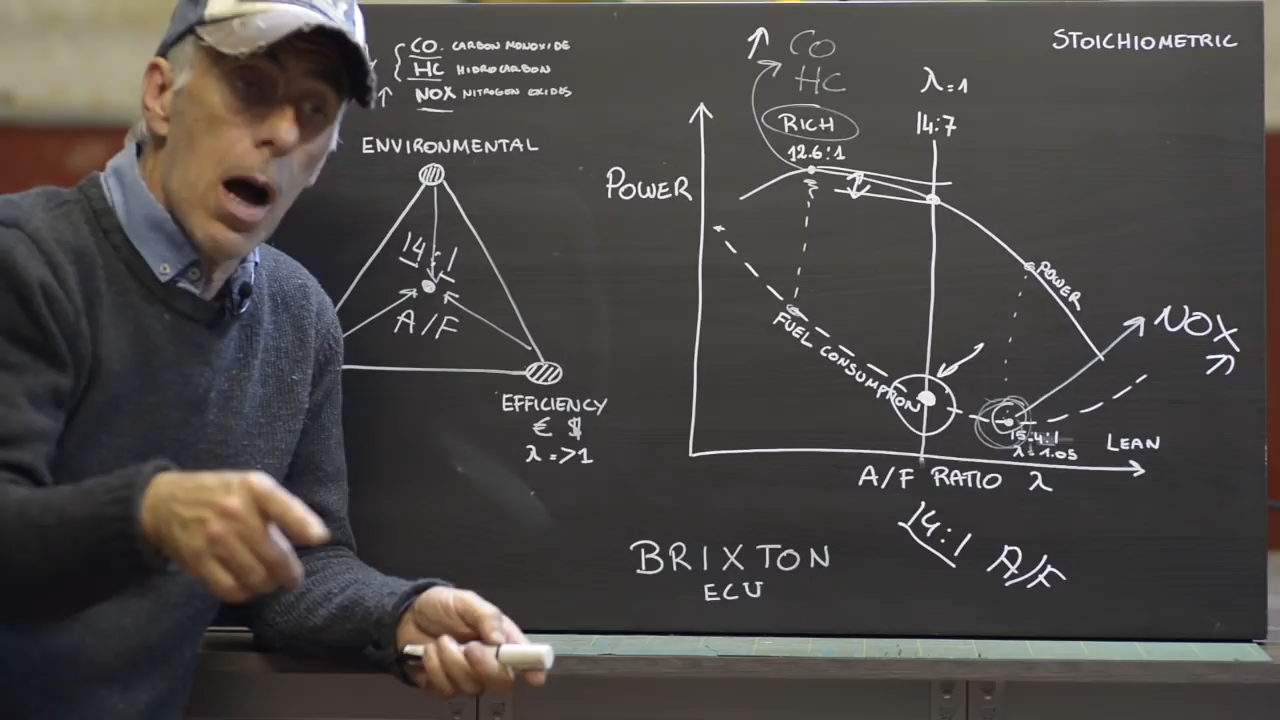 CO. CARBON MONOXIDE
HC HIDROCARBON
NOX NITROGEN OXIDES
ENVIRONMENTAL
14:1
A/F
EFFICIENCY
€ $
λ=>1
STOICHIOMETRIC
CO
HC
RICH
12.6:1
λ=1
14:7
POWER
POWER
FUEL CONSUMPTION
NOX
15.4:1
λ=1.05
LEAN
A/F RATIO λ
14:1 A/F
BRIXTON
ECU